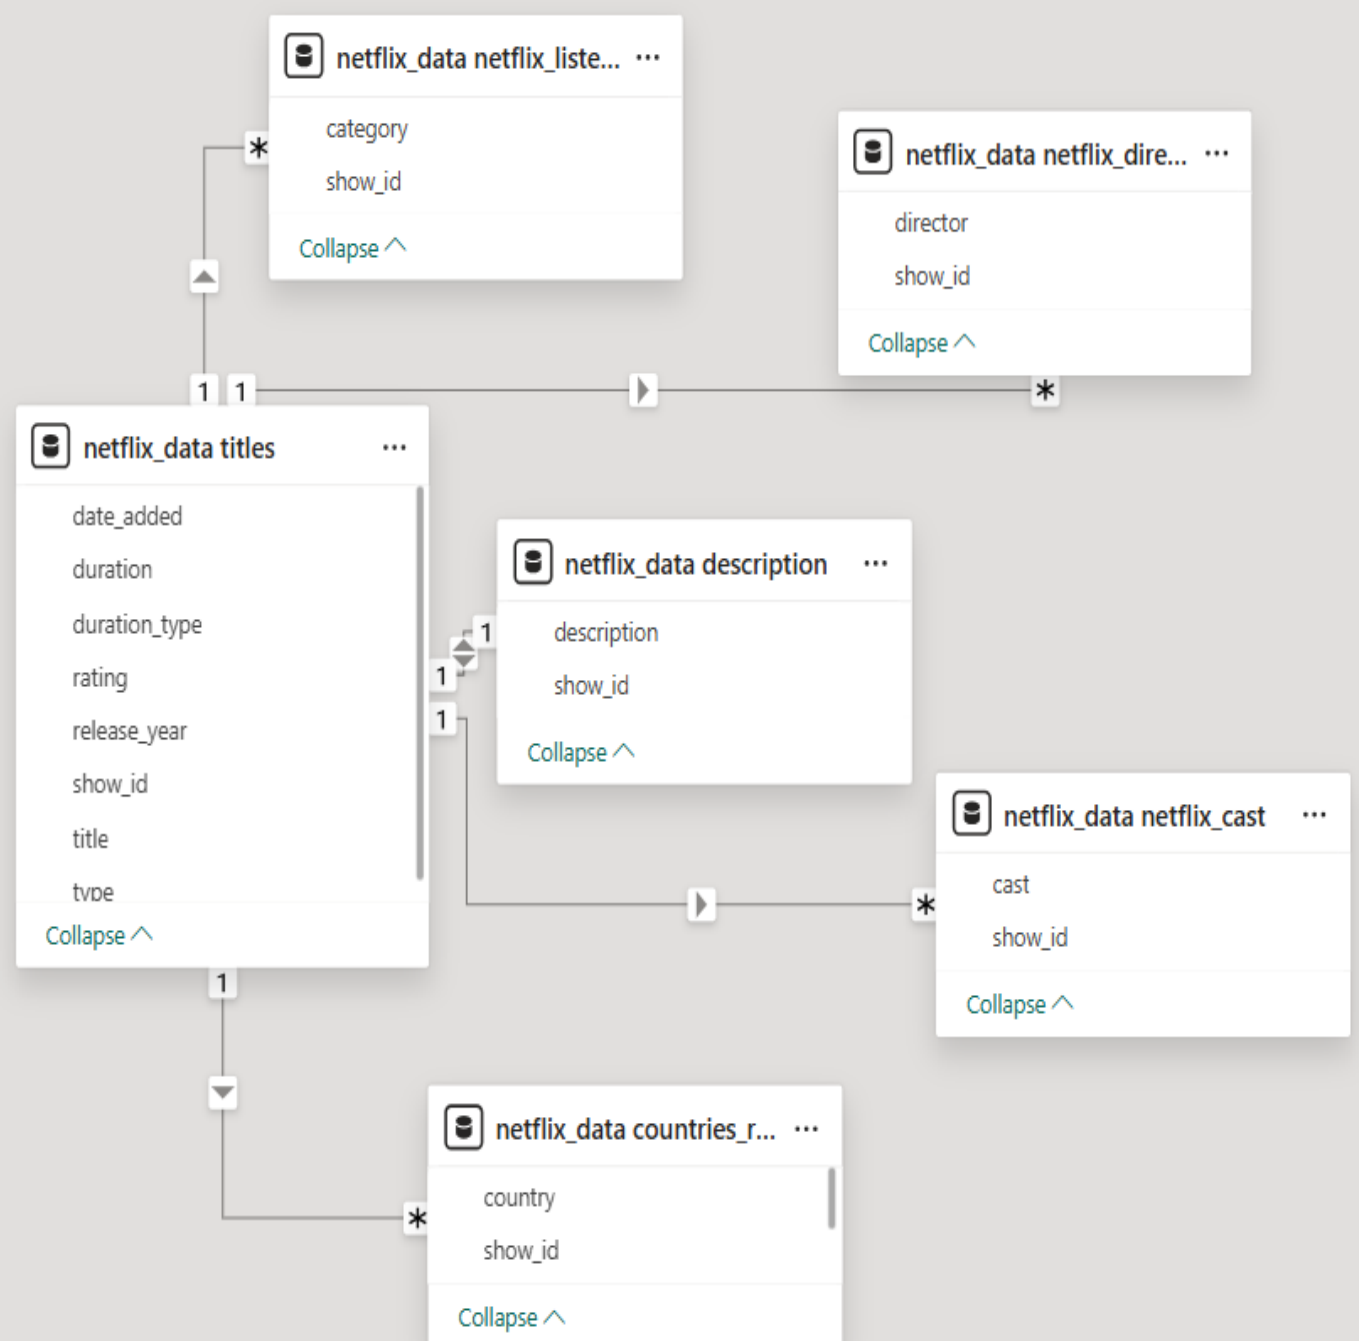 netflix_data netflix_liste... ...
category
show_id
Collapse
*
netflix_data netflix_dire... ...
director
show_id
Collapse
1 1
*
netflix_data titles ...
date_added
duration
duration_type
rating
release_year
show_id
title
type
Collapse
netflix_data description ...
description
show_id
Collapse
1
1
1
netflix_data netflix_cast ...
cast
show_id
Collapse
*
1
netflix_data countries_r... ...
country
show_id
Collapse
*